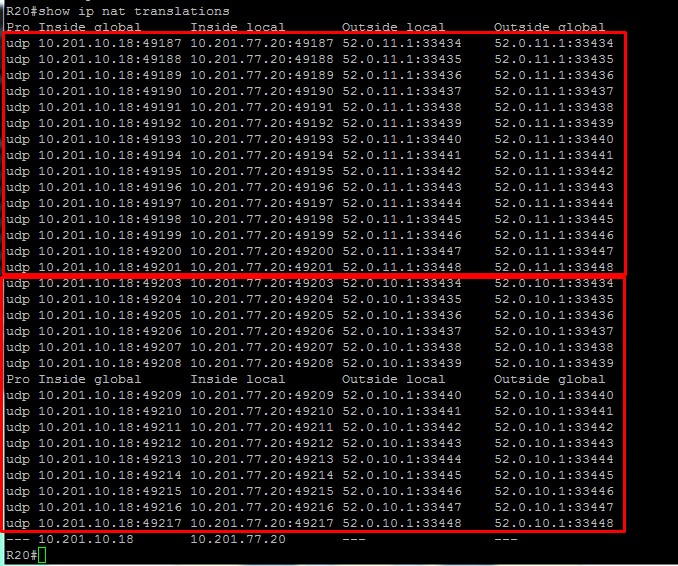 R20#show ip nat translations
Pro Inside global Inside local Outside local Outside global
udp 10.201.10.18:49187 10.201.77.20:49187 52.0.11.1:33434 52.0.11.1:33434
udp 10.201.10.18:49188 10.201.77.20:49188 52.0.11.1:33435 52.0.11.1:33435
udp 10.201.10.18:49189 10.201.77.20:49189 52.0.11.1:33436 52.0.11.1:33436
udp 10.201.10.18:49190 10.201.77.20:49190 52.0.11.1:33437 52.0.11.1:33437
udp 10.201.10.18:49191 10.201.77.20:49191 52.0.11.1:33438 52.0.11.1:33438
udp 10.201.10.18:49192 10.201.77.20:49192 52.0.11.1:33439 52.0.11.1:33439
udp 10.201.10.18:49193 10.201.77.20:49193 52.0.11.1:33440 52.0.11.1:33440
udp 10.201.10.18:49194 10.201.77.20:49194 52.0.11.1:33441 52.0.11.1:33441
udp 10.201.10.18:49195 10.201.77.20:49195 52.0.11.1:33442 52.0.11.1:33442
udp 10.201.10.18:49196 10.201.77.20:49196 52.0.11.1:33443 52.0.11.1:33443
udp 10.201.10.18:49197 10.201.77.20:49197 52.0.11.1:33444 52.0.11.1:33444
udp 10.201.10.18:49198 10.201.77.20:49198 52.0.11.1:33445 52.0.11.1:33445
udp 10.201.10.18:49199 10.201.77.20:49199 52.0.11.1:33446 52.0.11.1:33446
udp 10.201.10.18:49200 10.201.77.20:49200 52.0.11.1:33447 52.0.11.1:33447
udp 10.201.10.18:49201 10.201.77.20:49201 52.0.11.1:33448 52.0.11.1:33448
udp 10.201.10.18:49203 10.201.77.20:49203 52.0.10.1:33434 52.0.10.1:33434
udp 10.201.10.18:49204 10.201.77.20:49204 52.0.10.1:33435 52.0.10.1:33435
udp 10.201.10.18:49205 10.201.77.20:49205 52.0.10.1:33436 52.0.10.1:33436
udp 10.201.10.18:49206 10.201.77.20:49206 52.0.10.1:33437 52.0.10.1:33437
udp 10.201.10.18:49207 10.201.77.20:49207 52.0.10.1:33438 52.0.10.1:33438
udp 10.201.10.18:49208 10.201.77.20:49208 52.0.10.1:33439 52.0.10.1:33439
Pro Inside global Inside local Outside local Outside global
udp 10.201.10.18:49209 10.201.77.20:49209 52.0.10.1:33440 52.0.10.1:33440
udp 10.201.10.18:49210 10.201.77.20:49210 52.0.10.1:33441 52.0.10.1:33441
udp 10.201.10.18:49211 10.201.77.20:49211 52.0.10.1:33442 52.0.10.1:33442
udp 10.201.10.18:49212 10.201.77.20:49212 52.0.10.1:33443 52.0.10.1:33443
udp 10.201.10.18:49213 10.201.77.20:49213 52.0.10.1:33444 52.0.10.1:33444
udp 10.201.10.18:49214 10.201.77.20:49214 52.0.10.1:33445 52.0.10.1:33445
udp 10.201.10.18:49215 10.201.77.20:49215 52.0.10.1:33446 52.0.10.1:33446
udp 10.201.10.18:49216 10.201.77.20:49216 52.0.10.1:33447 52.0.10.1:33447
udp 10.201.10.18:49217 10.201.77.20:49217 52.0.10.1:33448 52.0.10.1:33448
--- 10.201.10.18 10.201.77.20 --- ---
R20#